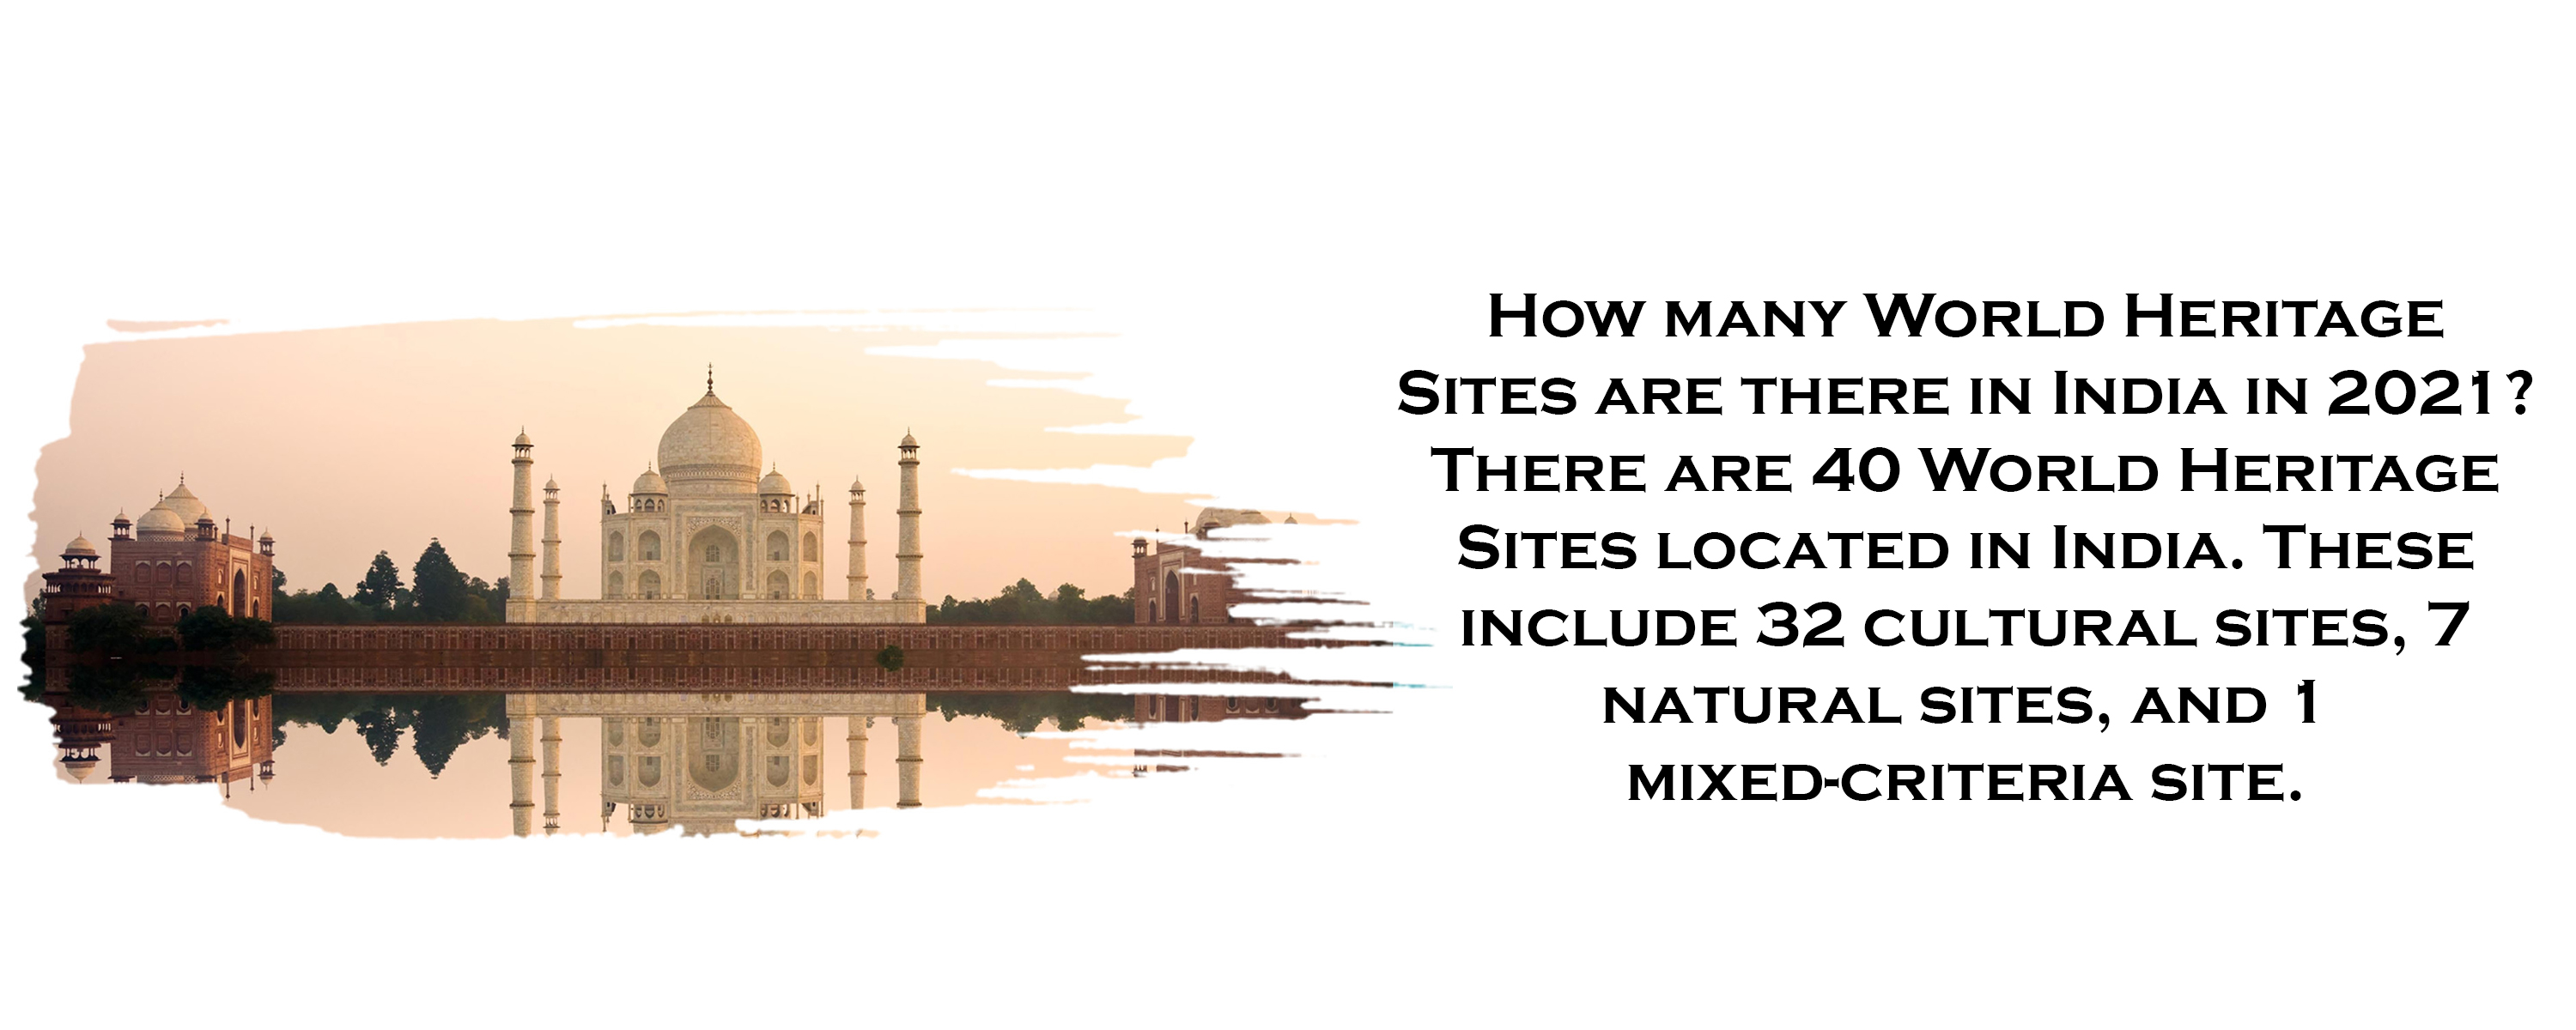 How many World Heritage
Sites are there in India in 2021?
There are 40 World Heritage
Sites located in India. These
include 32 cultural sites, 7
natural sites, and 1
mixed-criteria site.